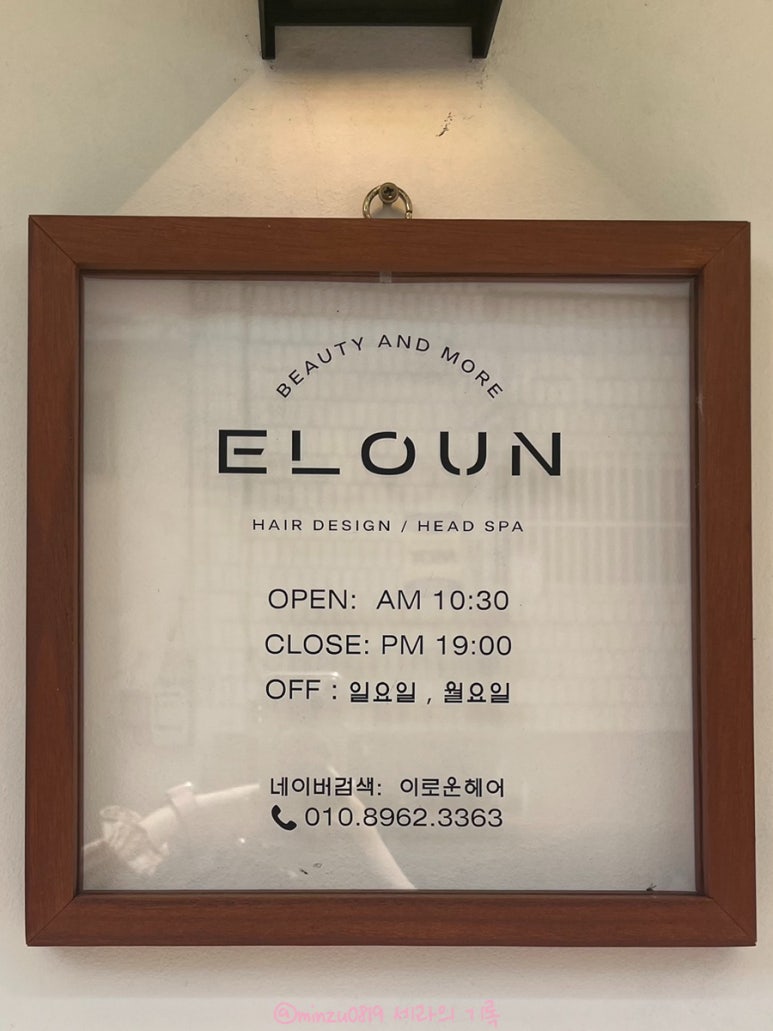 BEAUTY AND MORE
ELOUN
HAIR DESIGN / HEAD SPA
OPEN: AM 10:30
CLOSE: PM 19:00
OFF : 일요일 , 월요일
네이버검색: 이로운헤어
010.8962.3363
@minzu0819 세라의 기록